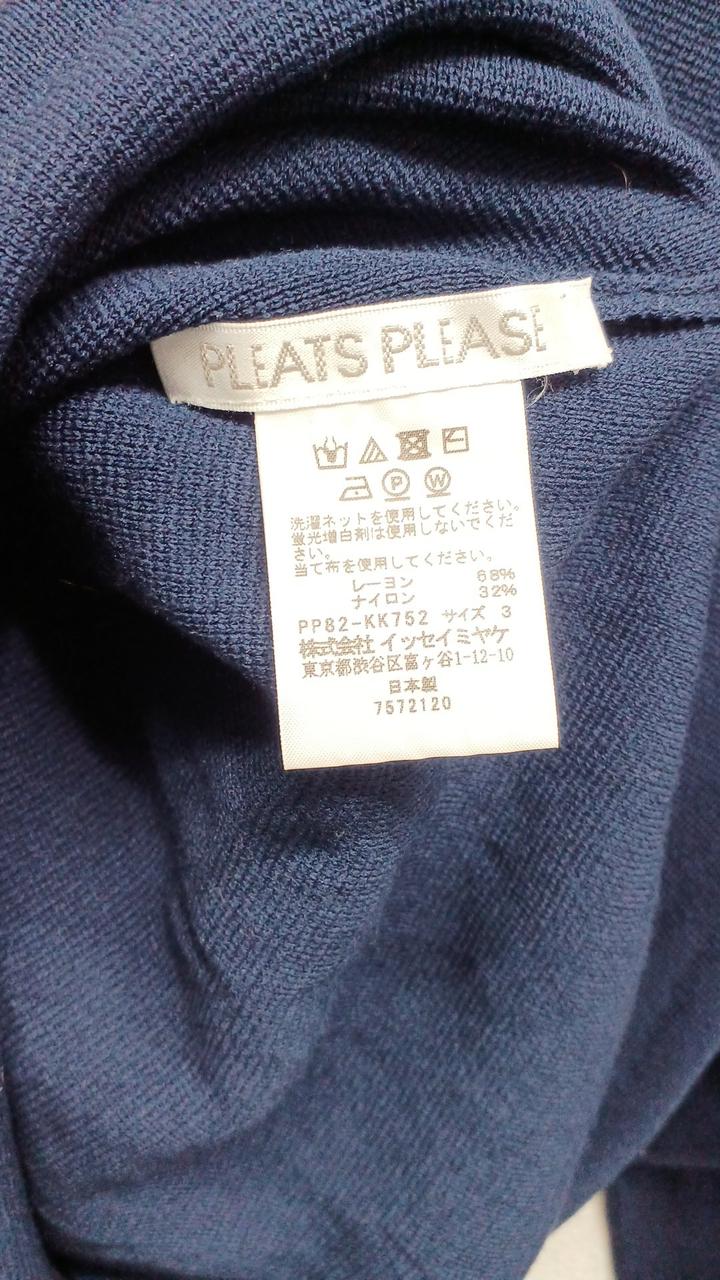 PLEATS PLEASE
P W
洗濯ネットを使用してください。
蛍光増白剤は使用しないでくだ
さい。
当て布を使用してください。
レーヨン 68%
ナイロン 32%
PP82-KK752 サイズ 3
株式会社 イッセイミヤケ
東京都渋谷区富ヶ谷1-12-10
日本製
7572120